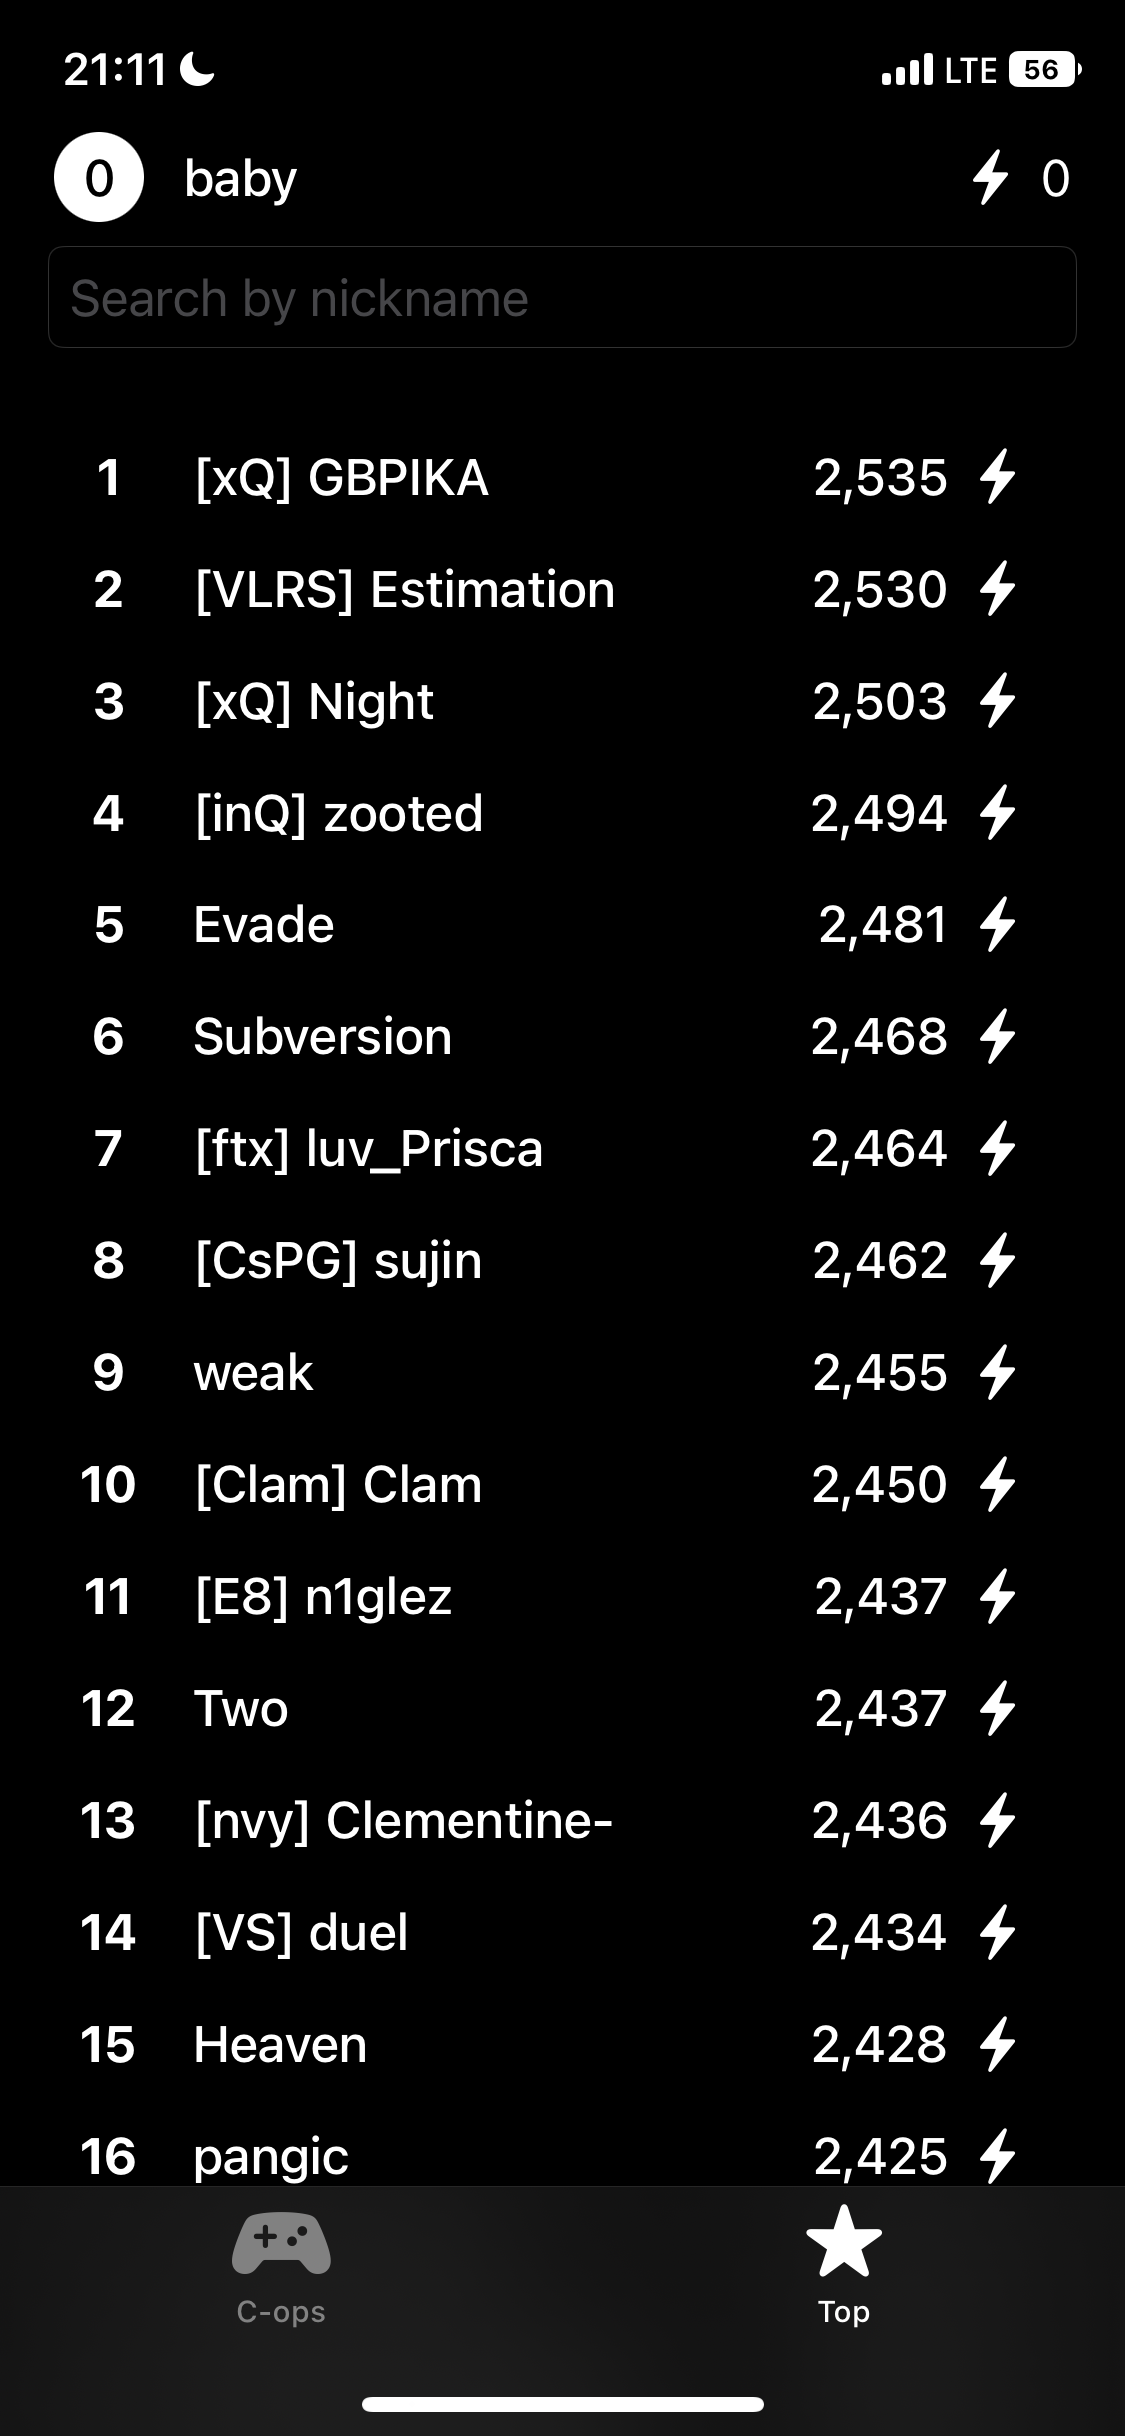 21:11 LTE 56
0 baby 0
Search by nickname
1 [xQ] GBPIKA 2,535
2 [VLRS] Estimation 2,530
3 [xQ] Night 2,503
4 [inQ] zooted 2,494
5 Evade 2,481
6 Subversion 2,468
7 [ftx] luv_Prisca 2,464
8 [CsPG] sujin 2,462
9 weak 2,455
10 [Clam] Clam 2,450
11 [E8] n1glez 2,437
12 Two 2,437
13 [nvy] Clementine- 2,436
14 [VS] duel 2,434
15 Heaven 2,428
16 pangic 2,425
C-ops Top